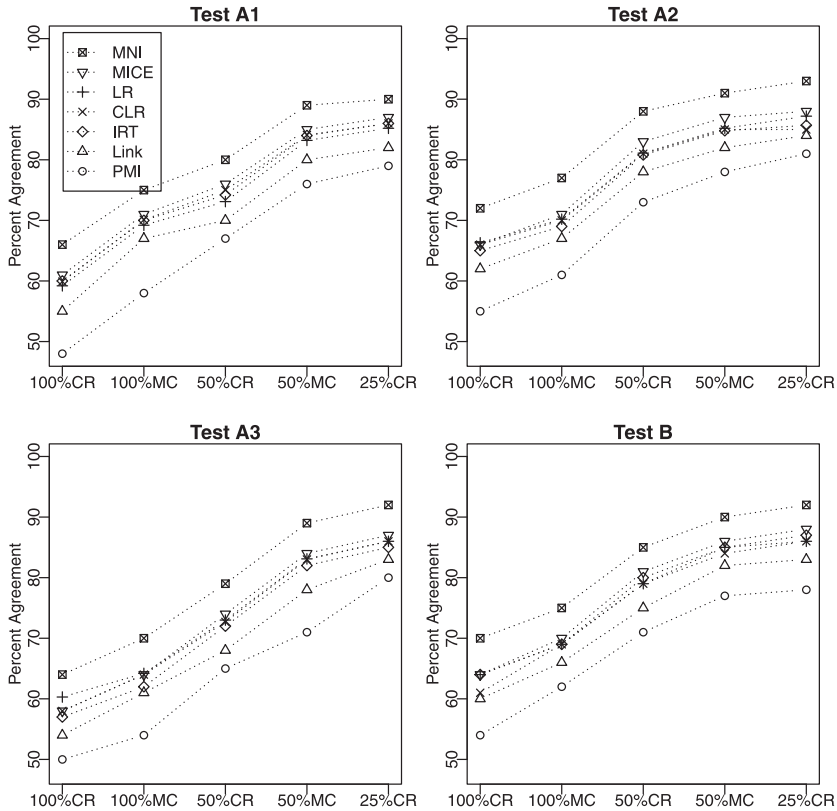 Test A1
Percent Agreement
50 60 70 80 90 100
MNI
MICE
LR
CLR
IRT
Link
PMI
100%CR 100%MC 50%CR 50%MC 25%CR
Test A2
Percent Agreement
50 60 70 80 90 100
100%CR 100%MC 50%CR 50%MC 25%CR
Test A3
Percent Agreement
50 60 70 80 90 100
100%CR 100%MC 50%CR 50%MC 25%CR
Test B
Percent Agreement
50 60 70 80 90 100
100%CR 100%MC 50%CR 50%MC 25%CR